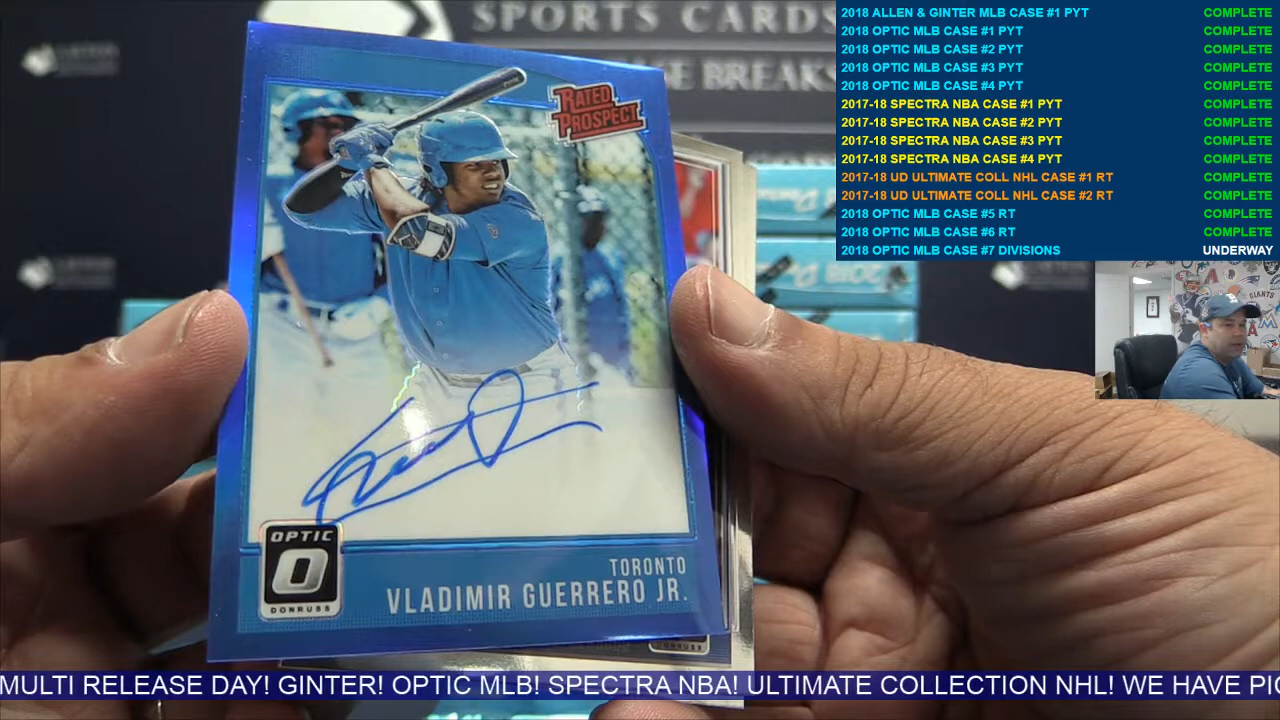 SPORTS CARDS
BREAKS
2018 ALLEN & GINTER MLB CASE #1 PYT COMPLETE
2018 OPTIC MLB CASE #1 PYT COMPLETE
2018 OPTIC MLB CASE #2 PYT COMPLETE
2018 OPTIC MLB CASE #3 PYT COMPLETE
2018 OPTIC MLB CASE #4 PYT COMPLETE
2017-18 SPECTRA NBA CASE #1 PYT COMPLETE
2017-18 SPECTRA NBA CASE #2 PYT COMPLETE
2017-18 SPECTRA NBA CASE #3 PYT COMPLETE
2017-18 SPECTRA NBA CASE #4 PYT COMPLETE
2017-18 UD ULTIMATE COLL NHL CASE #1 RT COMPLETE
2017-18 UD ULTIMATE COLL NHL CASE #2 RT COMPLETE
2018 OPTIC MLB CASE #5 RT COMPLETE
2018 OPTIC MLB CASE #6 RT COMPLETE
2018 OPTIC MLB CASE #7 DIVISIONS UNDERWAY
RATED
PROSPECT
2018
GIANTS
OPTIC
O
DONRUSS
TORONTO
VLADIMIR GUERRERO JR.
MULTI RELEASE DAY! GINTER! OPTIC MLB! SPECTRA NBA! ULTIMATE COLLECTION NHL! WE HAVE PIC